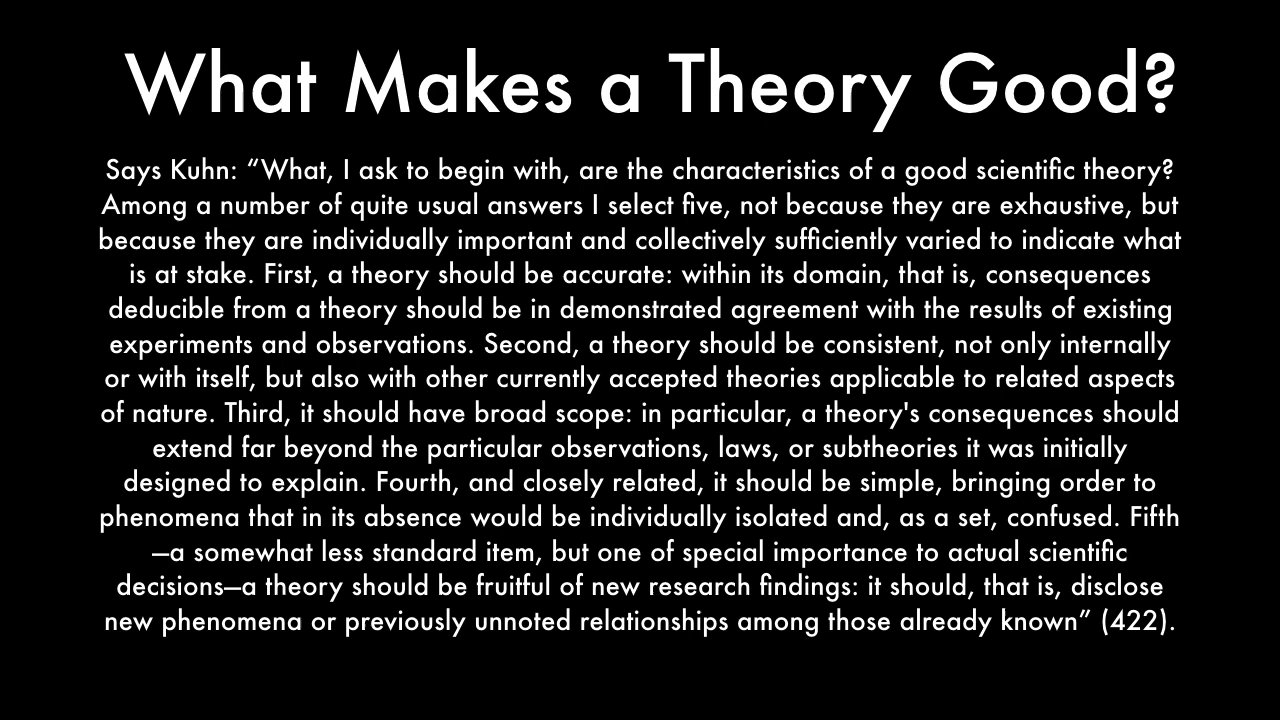 What Makes a Theory Good?
Says Kuhn: “What, I ask to begin with, are the characteristics of a good scientific theory?
Among a number of quite usual answers I select five, not because they are exhaustive, but
because they are individually important and collectively sufficiently varied to indicate what
is at stake. First, a theory should be accurate: within its domain, that is, consequences
deducible from a theory should be in demonstrated agreement with the results of existing
experiments and observations. Second, a theory should be consistent, not only internally
or with itself, but also with other currently accepted theories applicable to related aspects
of nature. Third, it should have broad scope: in particular, a theory's consequences should
extend far beyond the particular observations, laws, or subtheories it was initially
designed to explain. Fourth, and closely related, it should be simple, bringing order to
phenomena that in its absence would be individually isolated and, as a set, confused. Fifth
—a somewhat less standard item, but one of special importance to actual scientific
decisions—a theory should be fruitful of new research findings: it should, that is, disclose
new phenomena or previously unnoted relationships among those already known” (422).